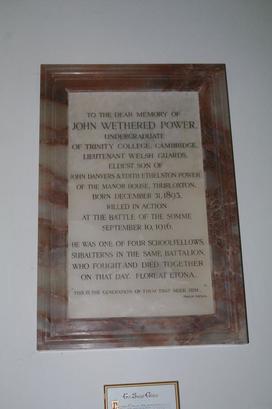 TO THE DEAR MEMORY OF
JOHN WETHERED POWER,
UNDERGRADUATE
OF TRINITY COLLEGE, CAMBRIDGE,
LIEUTENANT WELSH GUARDS,
ELDEST SON OF
JOHN DANVERS & EDITH ETHELSTON POWER
OF THE MANOR HOUSE, THURLOXTON,
BORN DECEMBER 31, 1895,
KILLED IN ACTION
AT THE BATTLE OF THE SOMME
SEPTEMBER 10, 1916.
HE WAS ONE OF FOUR SCHOOLFELLOWS,
SUBALTERNS IN THE SAME BATTALION,
WHO FOUGHT AND DIED TOGETHER
ON THAT DAY. FLOREAT ETONA.
"THIS IS THE GENERATION OF THEM THAT SEEK HIM."